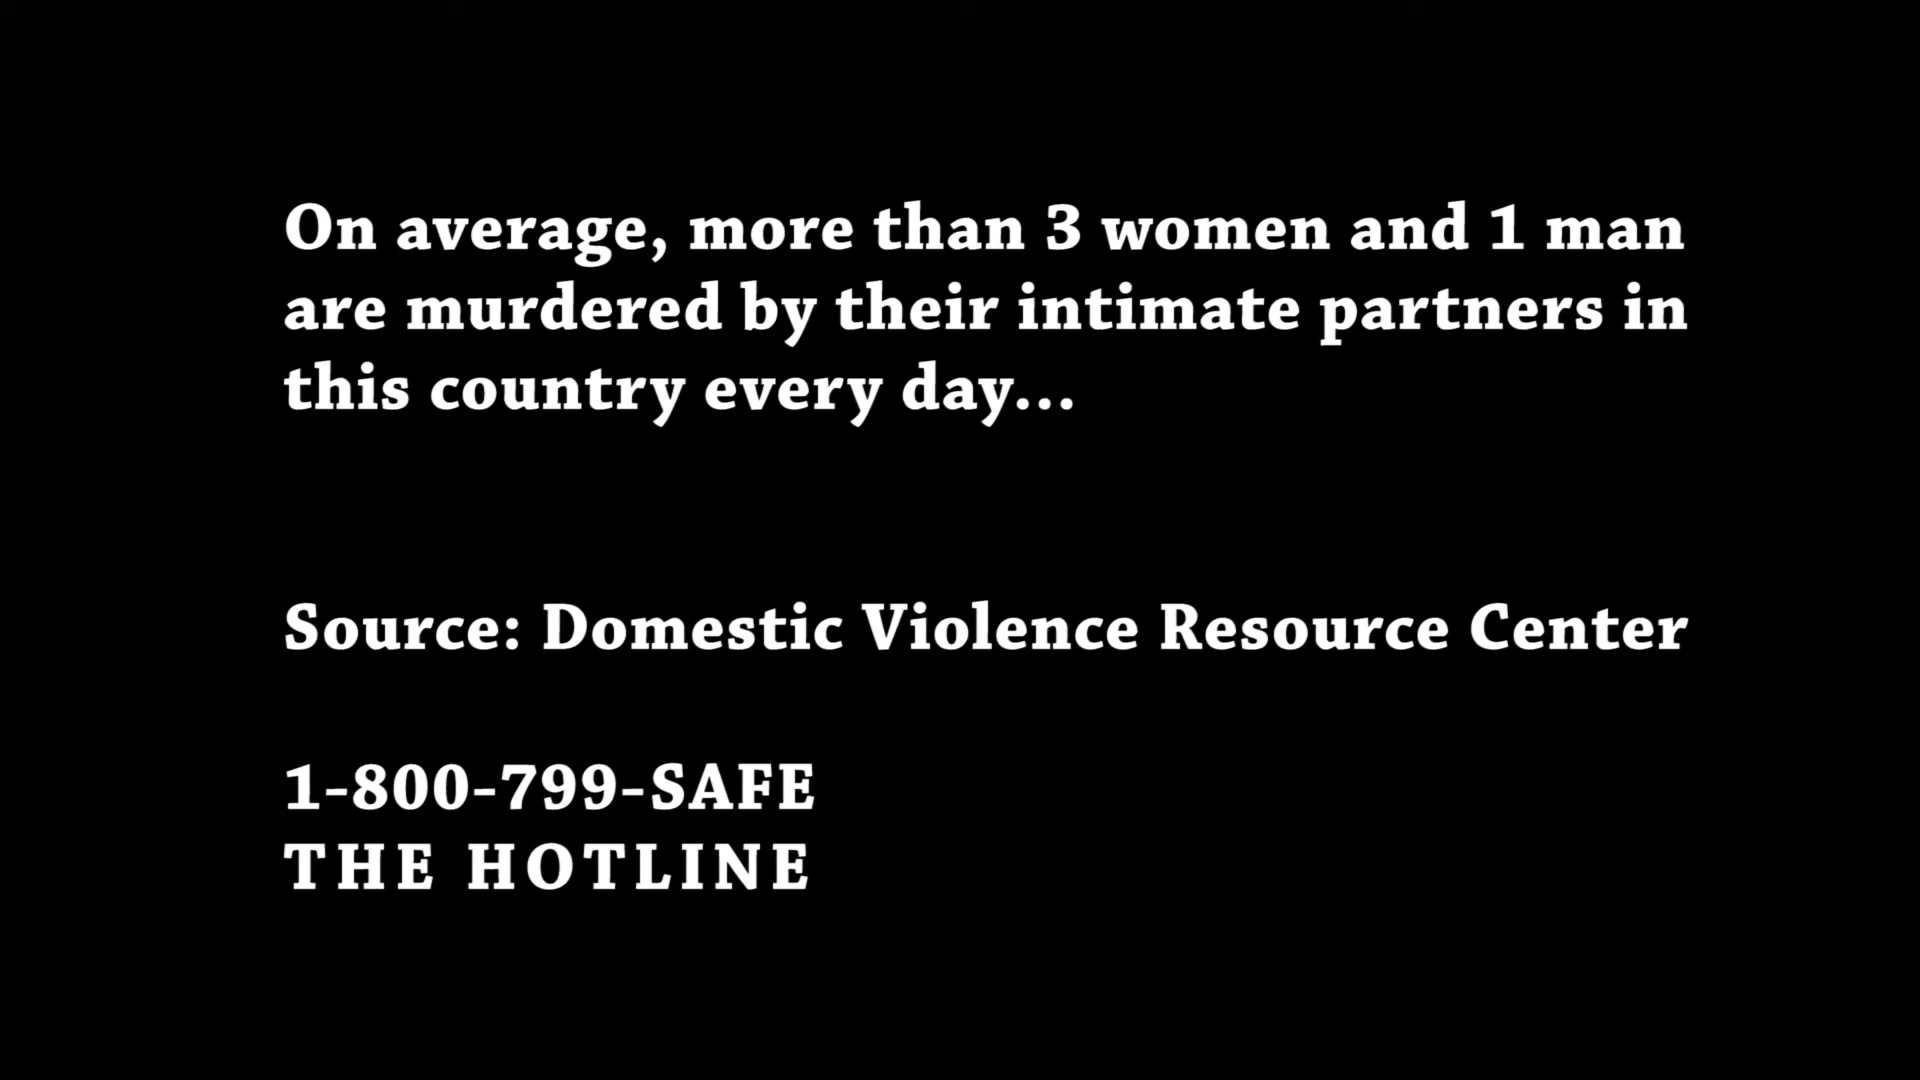 On average, more than 3 women and 1 man
are murdered by their intimate partners in
this country every day...
Source: Domestic Violence Resource Center
1-800-799-SAFE
THE HOTLINE